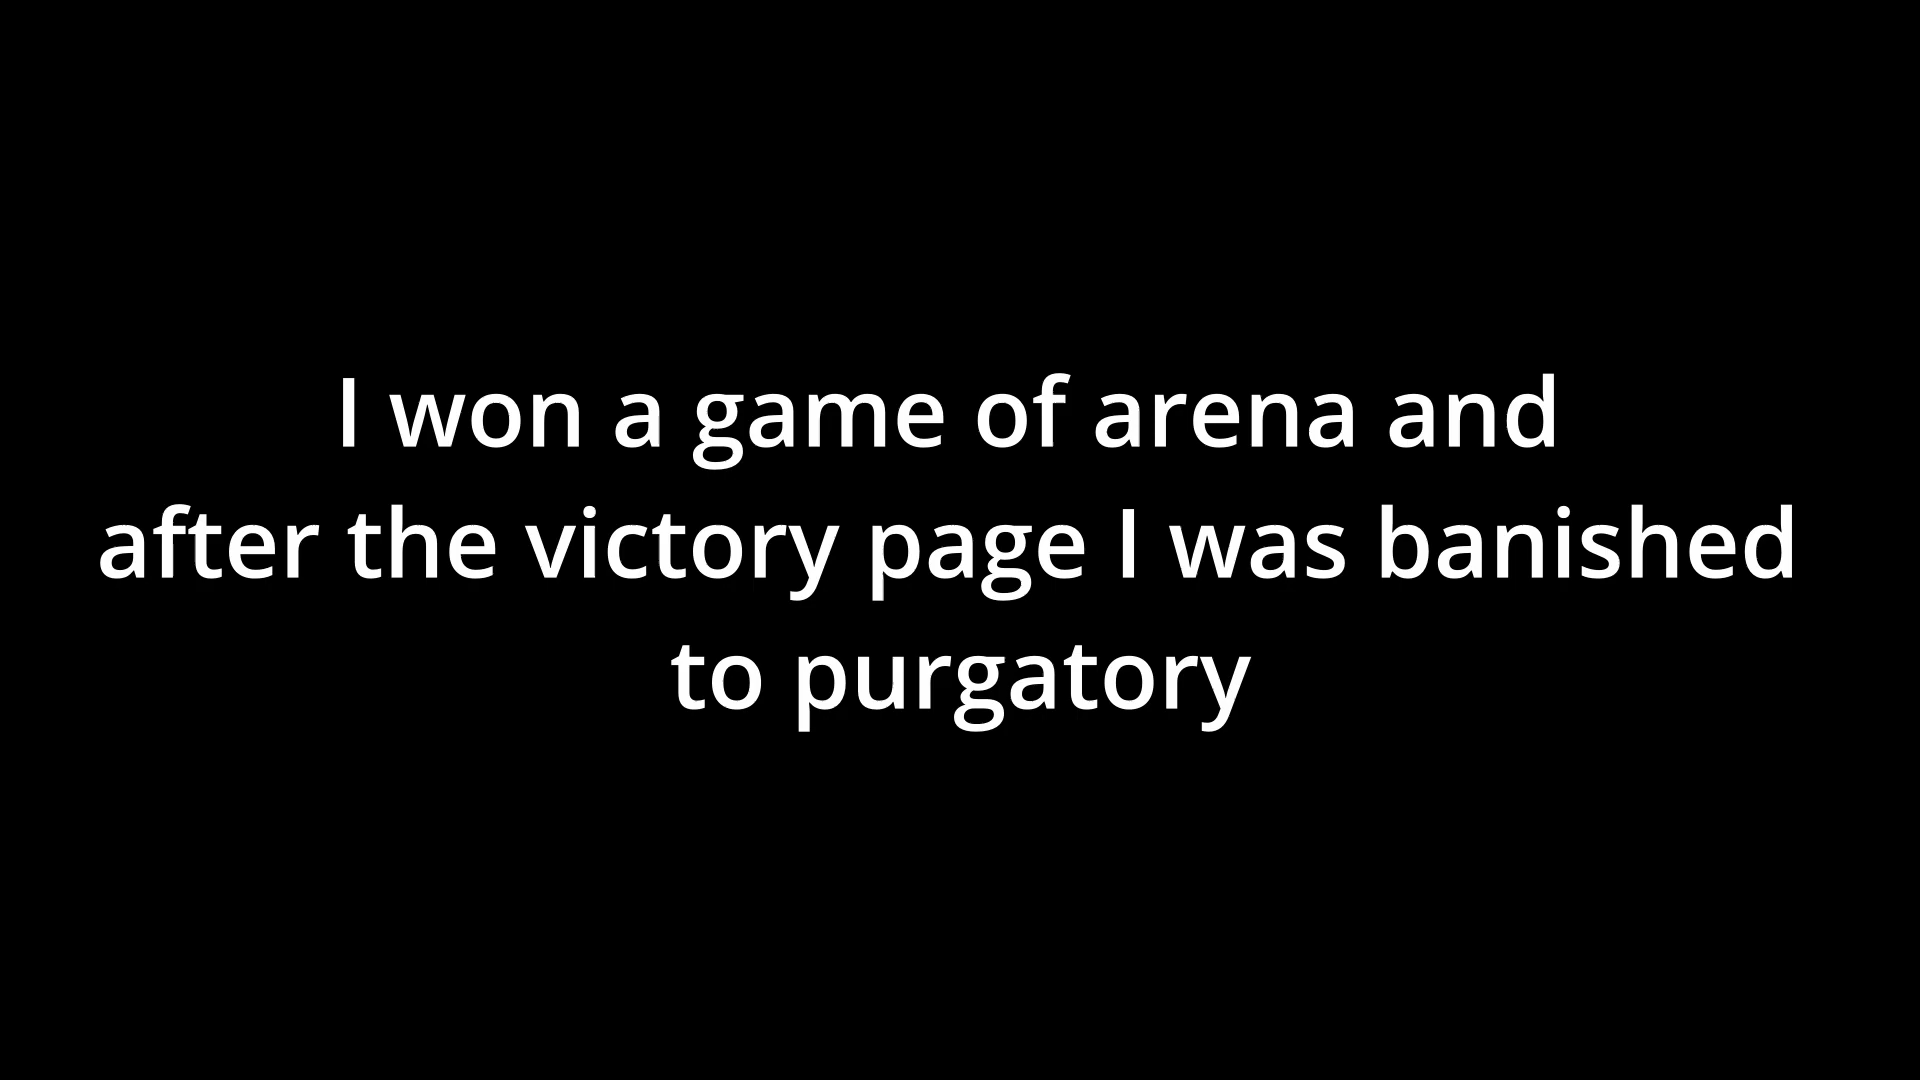 I won a game of arena and
after the victory page I was banished
to purgatory